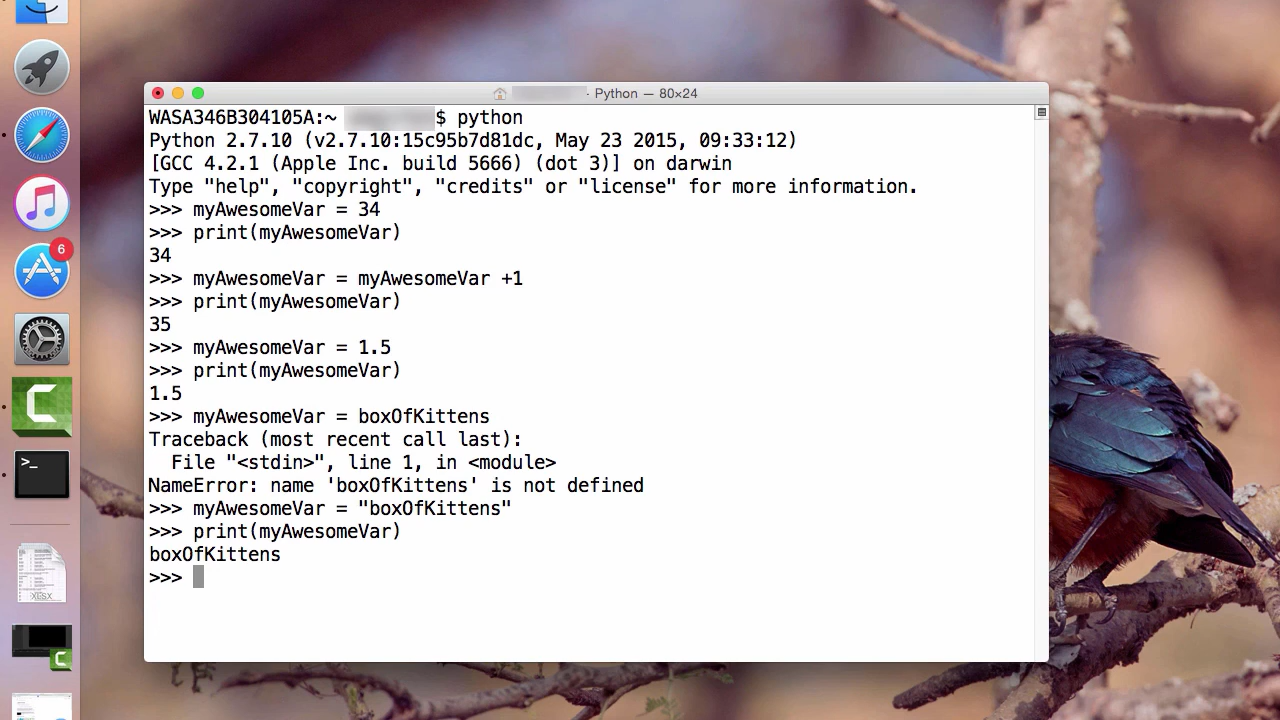 · Python — 80×24
WASA346B304105A:~ $ python
Python 2.7.10 (v2.7.10:15c95b7d81dc, May 23 2015, 09:33:12)
[GCC 4.2.1 (Apple Inc. build 5666) (dot 3)] on darwin
Type "help", "copyright", "credits" or "license" for more information.
>>> myAwesomeVar = 34
>>> print(myAwesomeVar)
34
>>> myAwesomeVar = myAwesomeVar +1
>>> print(myAwesomeVar)
35
>>> myAwesomeVar = 1.5
>>> print(myAwesomeVar)
1.5
>>> myAwesomeVar = boxOfKittens
Traceback (most recent call last):
  File "<stdin>", line 1, in <module>
NameError: name 'boxOfKittens' is not defined
>>> myAwesomeVar = "boxOfKittens"
>>> print(myAwesomeVar)
boxOfKittens
>>>
6
>_
XLSX